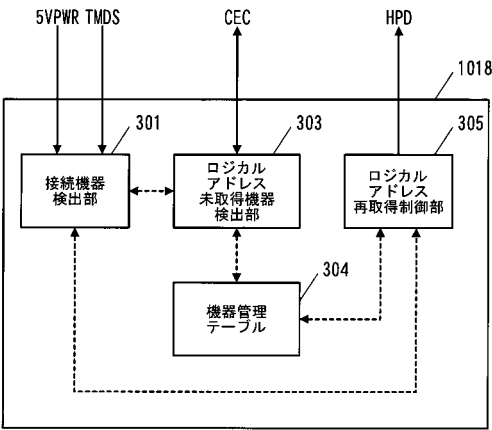 5VPWR TMDS
CEC
HPD
1018
301
303
305
接続機器
検出部
ロジカル
アドレス
未取得機器
検出部
ロジカル
アドレス
再取得制御部
304
機器管理
テーブル